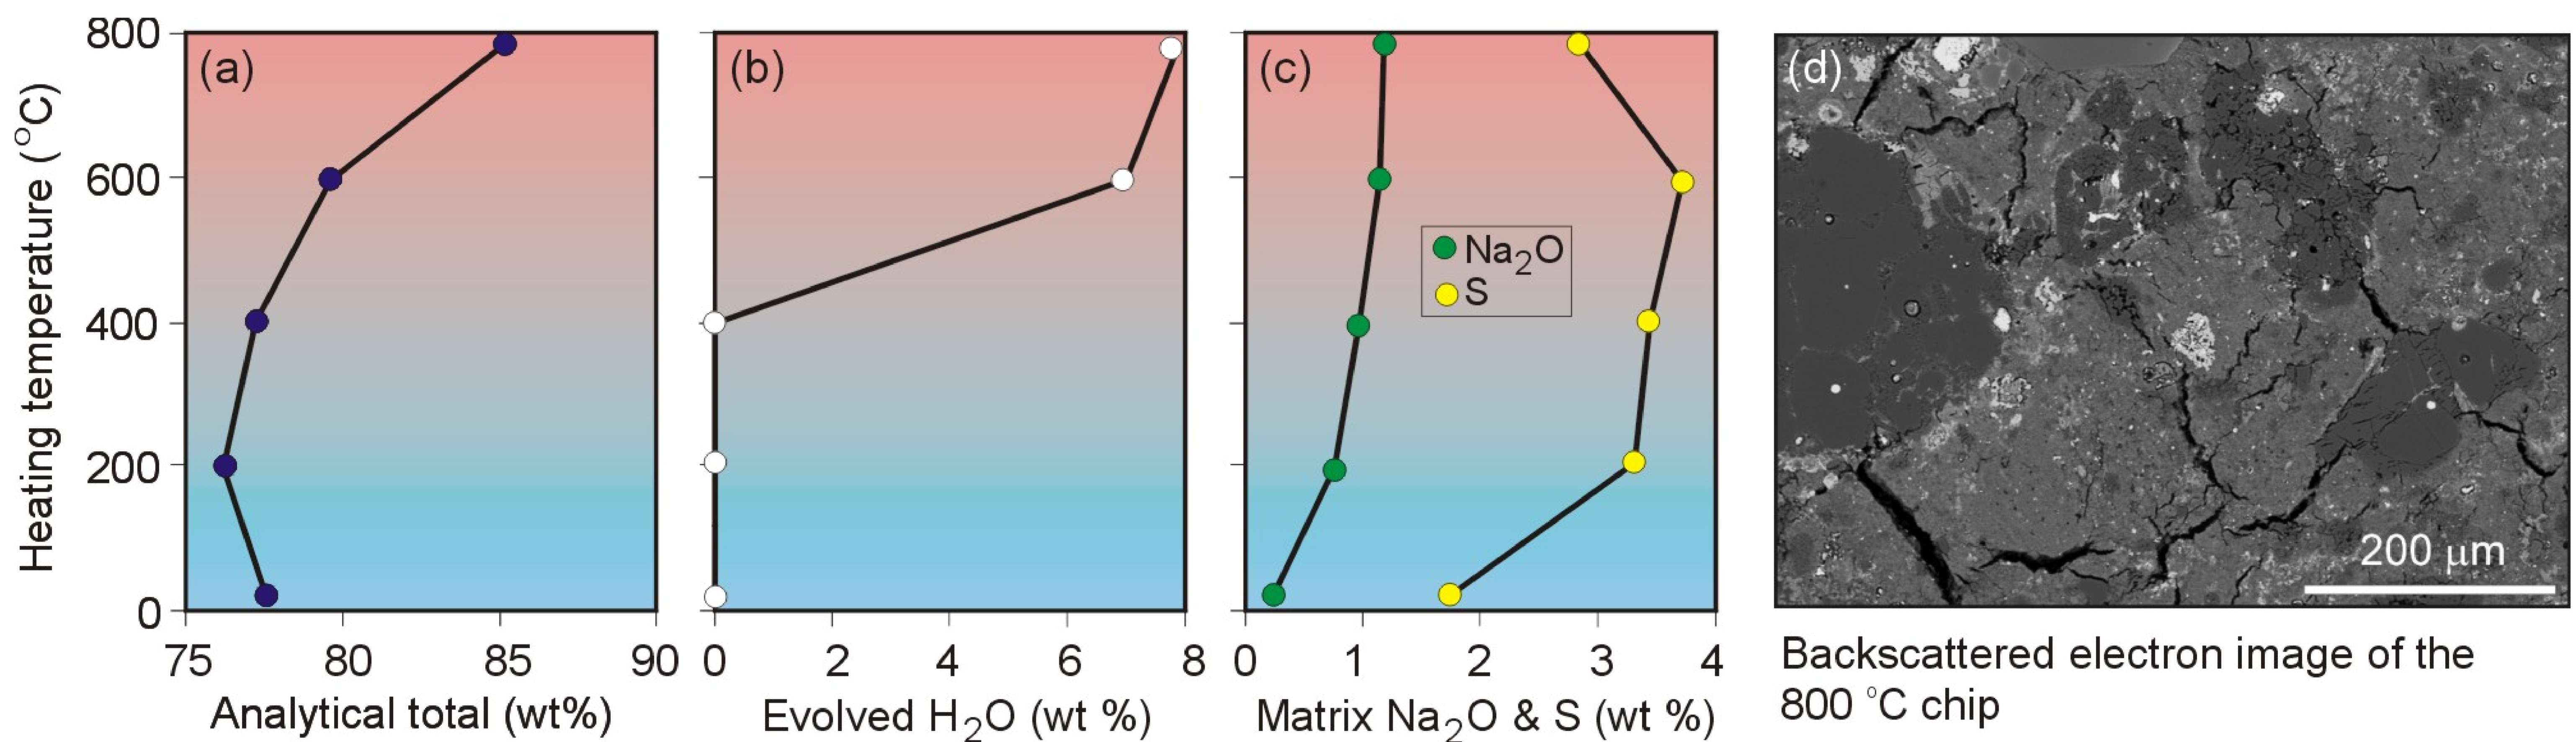 Heating temperature (°C)
800
600
400
200
0
(a)
75 80 85 90
Analytical total (wt%)
(b)
0 2 4 6 8
Evolved H₂O (wt %)
(c)
Na₂O
S
0 1 2 3 4
Matrix Na₂O & S (wt %)
(d)
200 μm
Backscattered electron image of the
800 °C chip